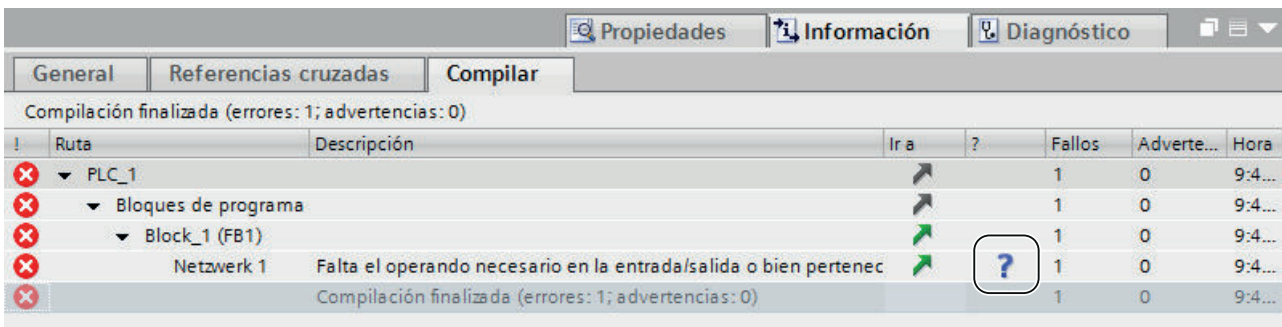 Propiedades Información Diagnóstico
General Referencias cruzadas Compilar
Compilación finalizada (errores: 1; advertencias: 0)
! Ruta Descripción Ir a ? Fallos Adverte... Hora
PLC_1 1 0 9:4...
Bloques de programa 1 0 9:4...
Block_1 (FB1) 1 0 9:4...
Netzwerk 1 Falta el operando necesario en la entrada/salida o bien pertenec ? 1 0 9:4...
Compilación finalizada (errores: 1; advertencias: 0) 1 0 9:4...